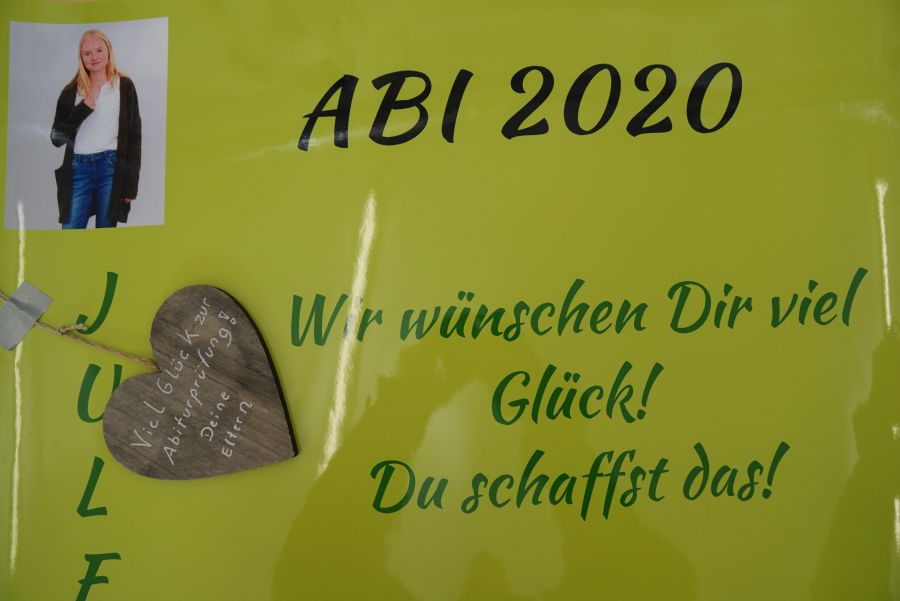 ABI 2020
J
U
L
E
Wir wünschen Dir viel
Glück!
Du schaffst das!
Viel Glück zur
Abiturprüfung!
Deine
Eltern